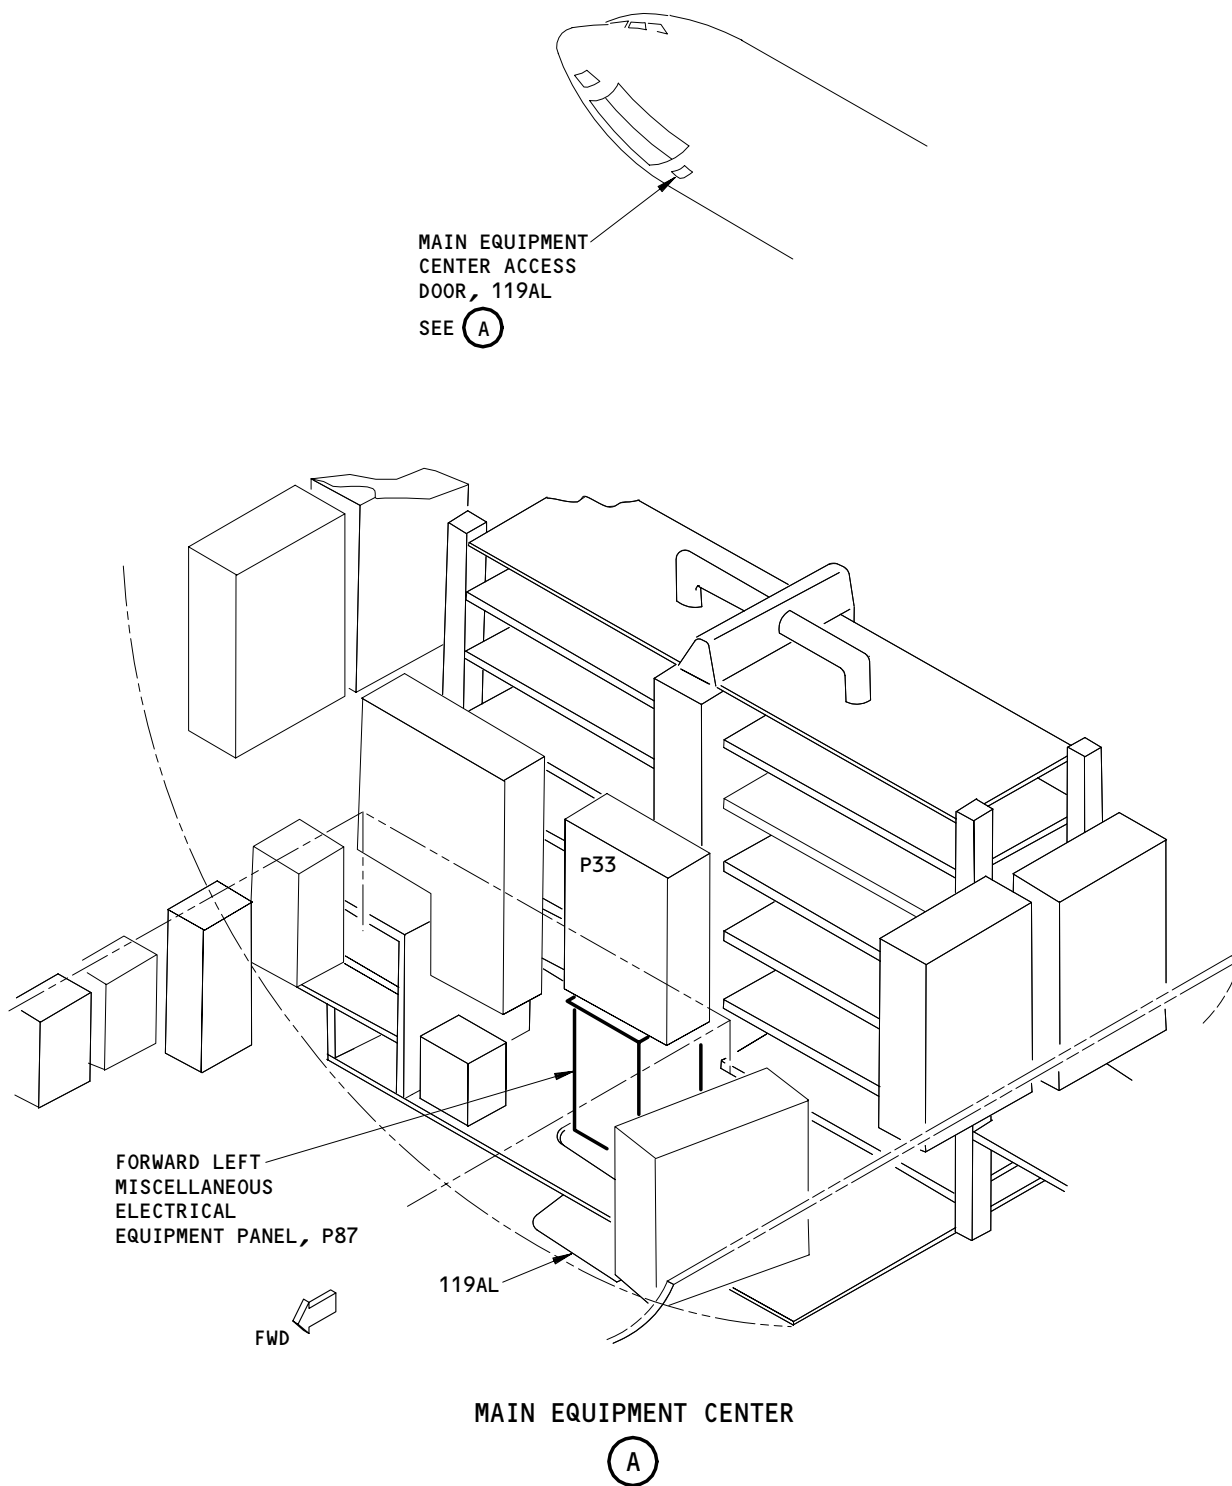 MAIN EQUIPMENT
CENTER ACCESS
DOOR, 119AL
SEE A
P33
FORWARD LEFT
MISCELLANEOUS
ELECTRICAL
EQUIPMENT PANEL, P87
119AL
FWD
MAIN EQUIPMENT CENTER
A